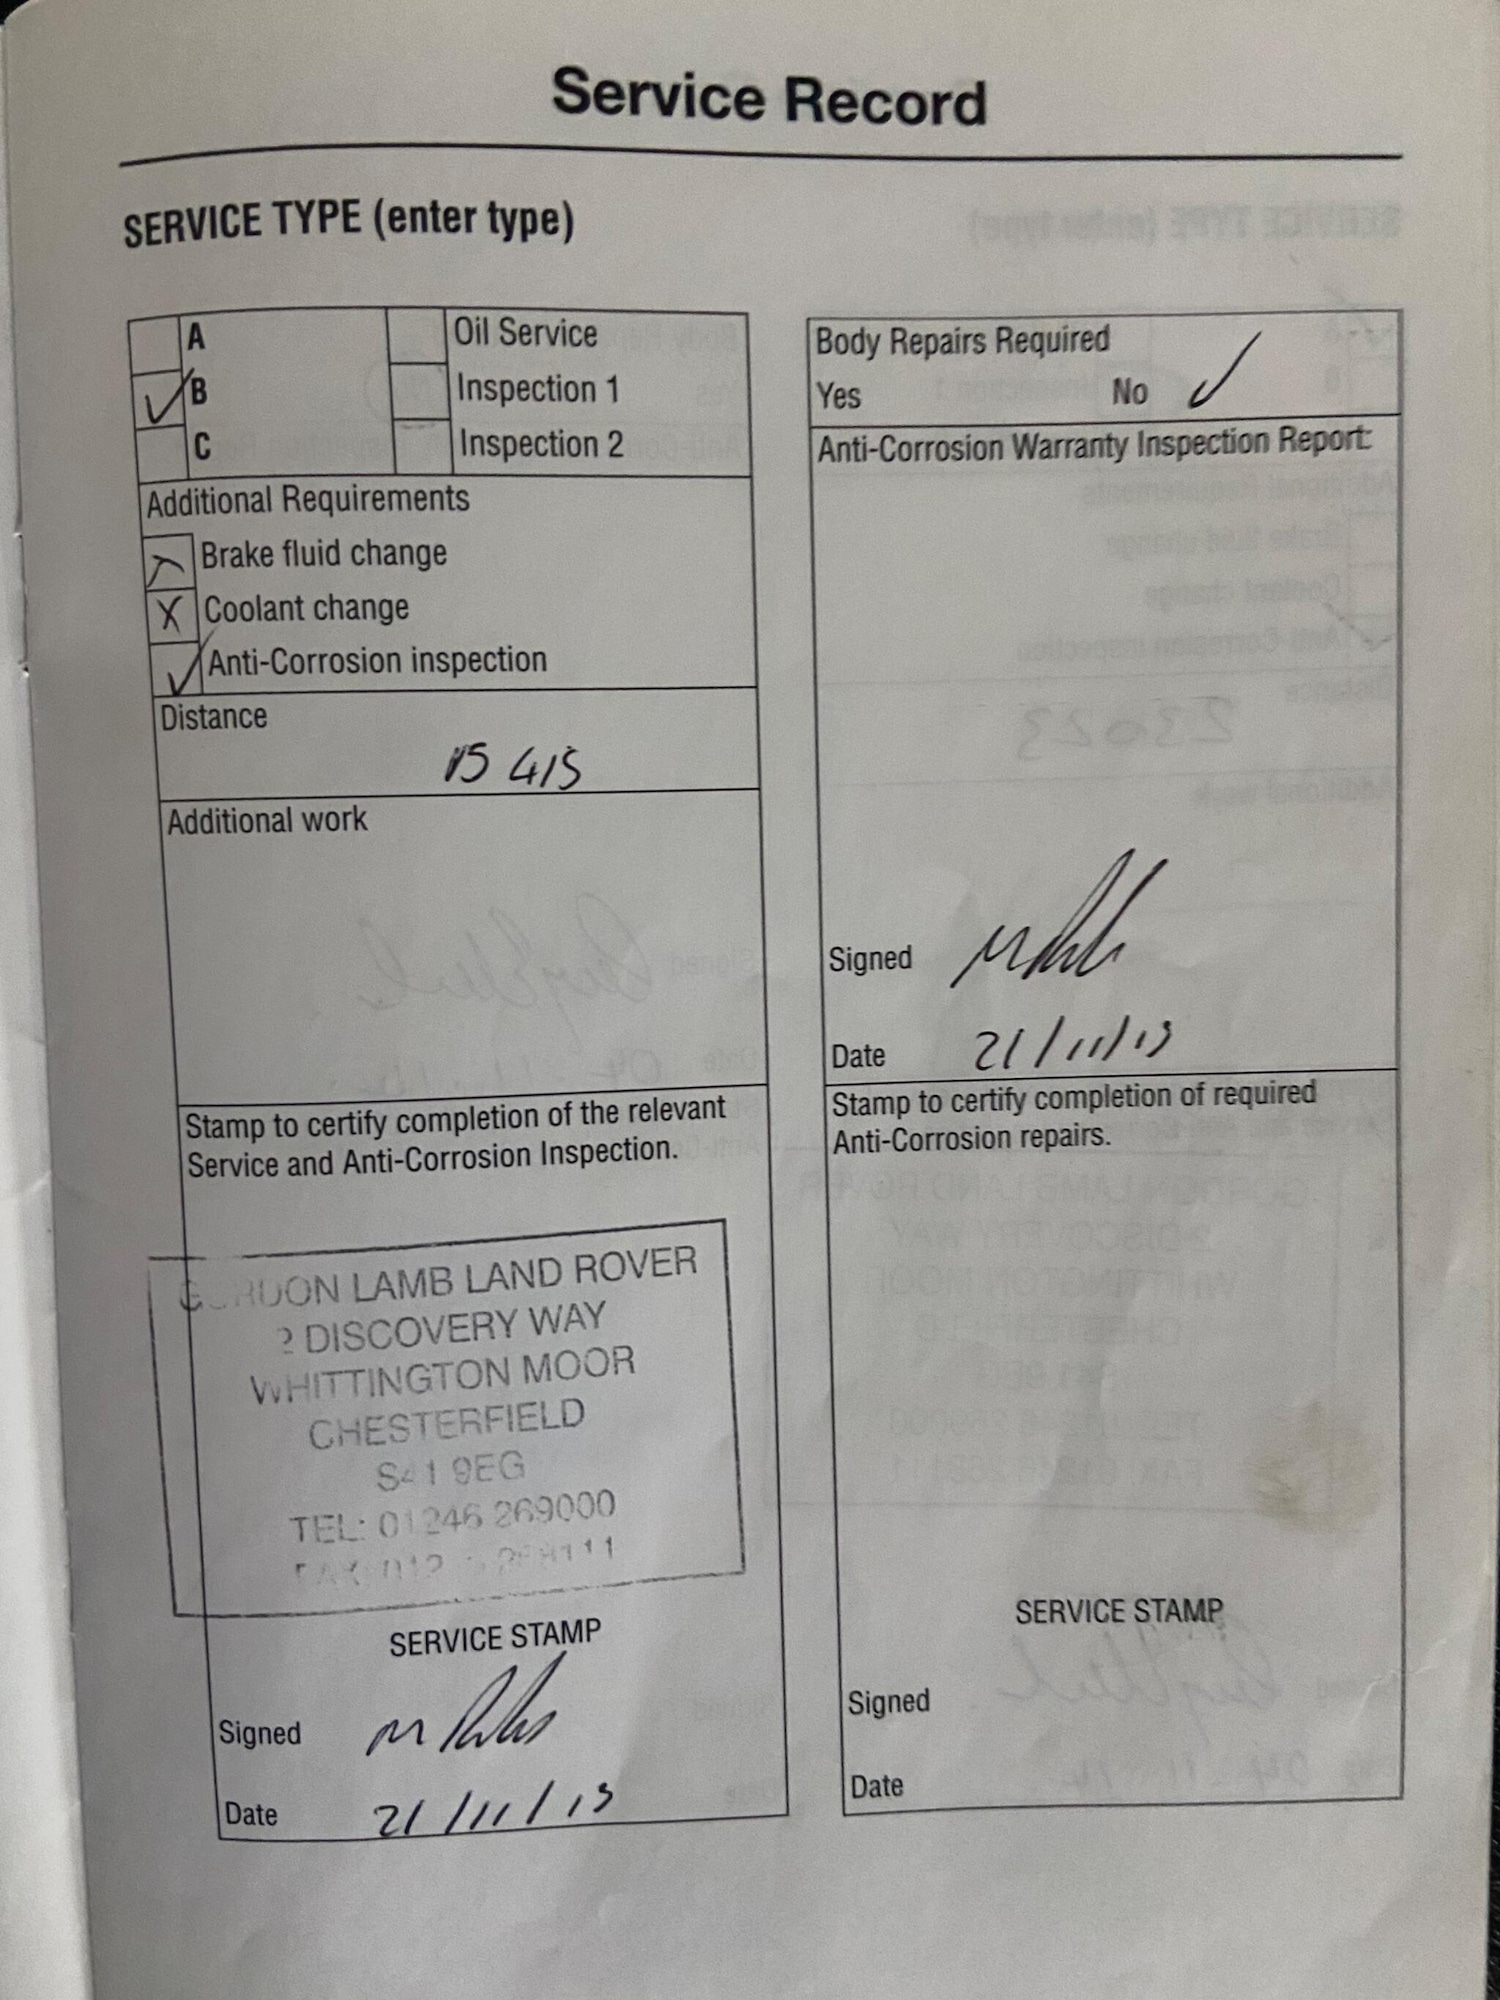 Service Record
SERVICE TYPE (enter type)
A
✓ B
C
Oil Service
Inspection 1
Inspection 2
Additional Requirements
Brake fluid change
X Coolant change
✓ Anti-Corrosion inspection
Distance
15 415
Additional work
Stamp to certify completion of the relevant
Service and Anti-Corrosion Inspection.
GORDON LAMB LAND ROVER
2 DISCOVERY WAY
WHITTINGTON MOOR
CHESTERFIELD
S41 9EG
TEL: 01246 269000
SERVICE STAMP
Signed
Date 21/11/13
Body Repairs Required
Yes No ✓
Anti-Corrosion Warranty Inspection Report:
Signed
Date 21/11/13
Stamp to certify completion of required
Anti-Corrosion repairs.
SERVICE STAMP
Signed
Date